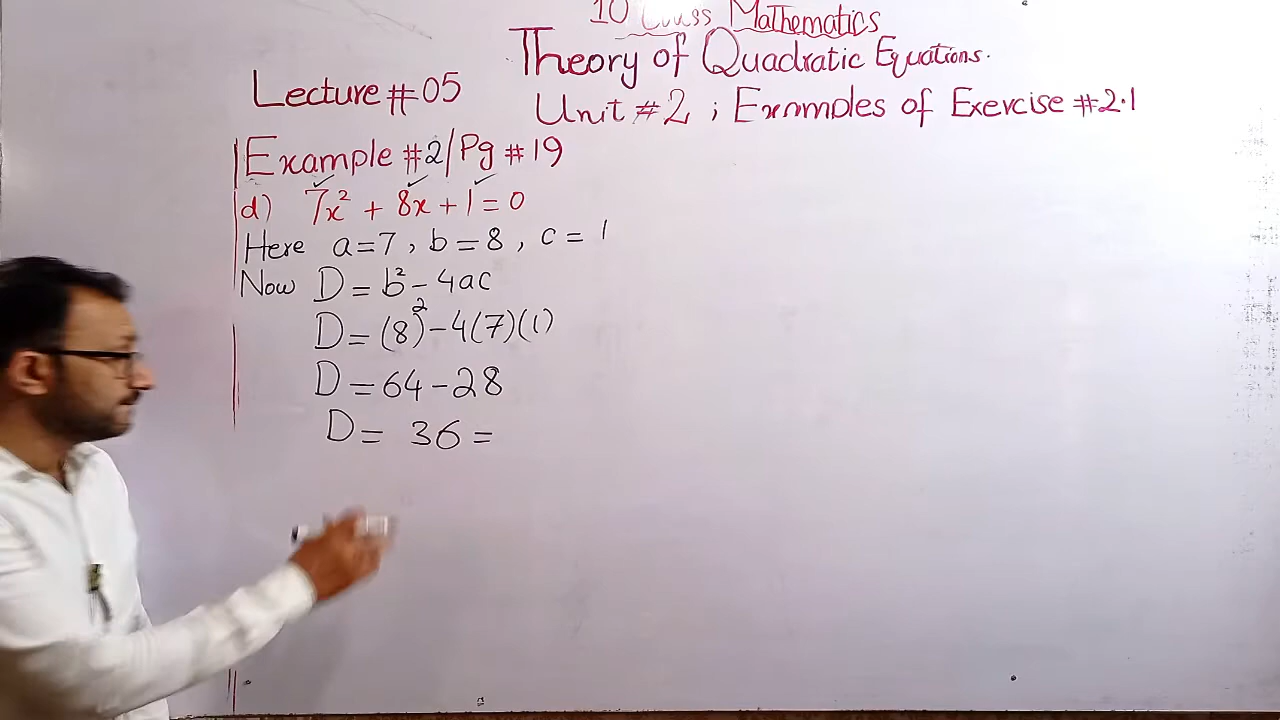 10 Class Mathematics
Theory of Quadratic Equations.
Lecture #05
Unit #2 ; Examples of Exercise #2.1
Example #2/Pg #19
d) 7x² + 8x + 1 = 0
Here a=7, b=8, c=1
Now D = b² - 4ac
D = (8)² - 4(7)(1)
D = 64 - 28
D = 36 =